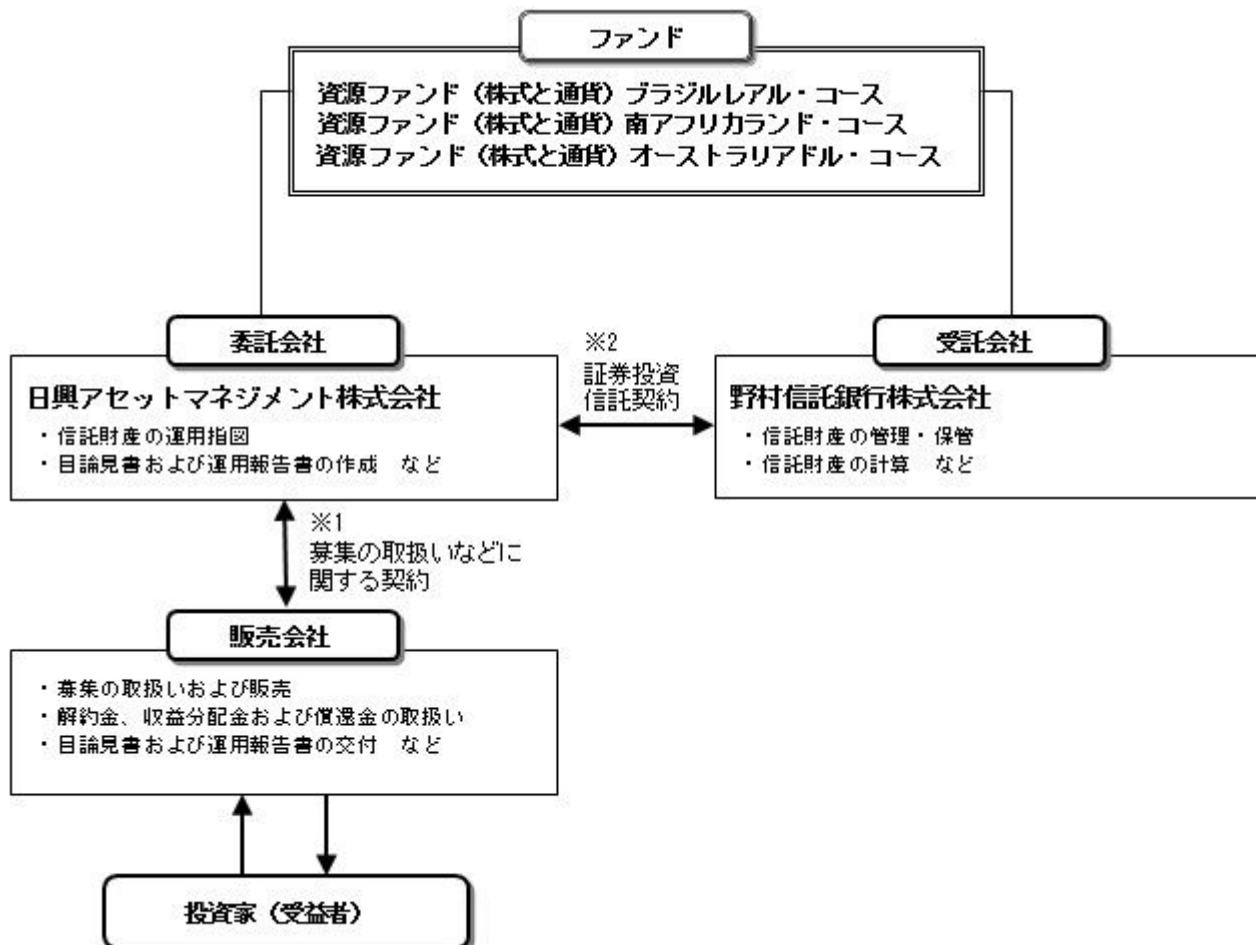 ファンド
資源ファンド（株式と通貨）ブラジルレアル・コース
資源ファンド（株式と通貨）南アフリカランド・コース
資源ファンド（株式と通貨）オーストラリアドル・コース
委託会社
日興アセットマネジメント株式会社
・信託財産の運用指図
・目論見書および運用報告書の作成　など
※2
証券投資
信託契約
受託会社
野村信託銀行株式会社
・信託財産の管理・保管
・信託財産の計算　など
※1
募集の取扱いなどに
関する契約
販売会社
・募集の取扱いおよび販売
・解約金、収益分配金および償還金の取扱い
・目論見書および運用報告書の交付　など
投資家（受益者）